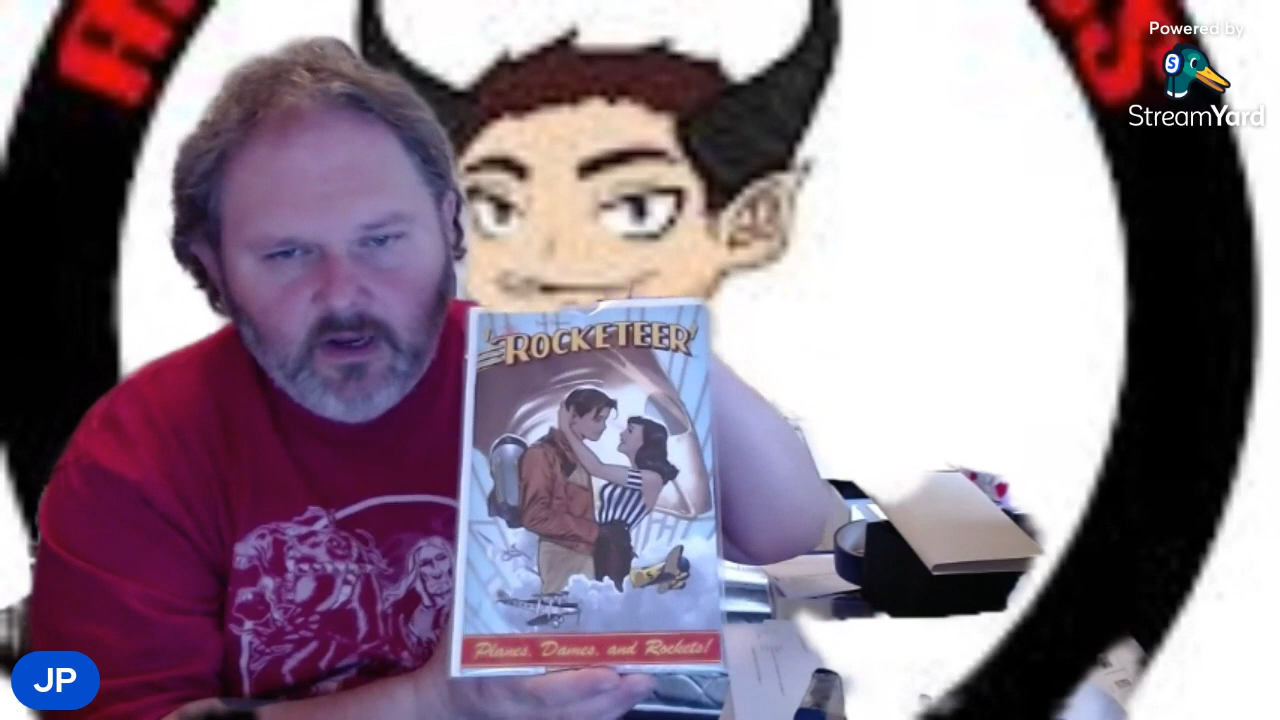 Powered by
StreamYard
ROCKETEER
Planes, Dames, and Rockets!
JP